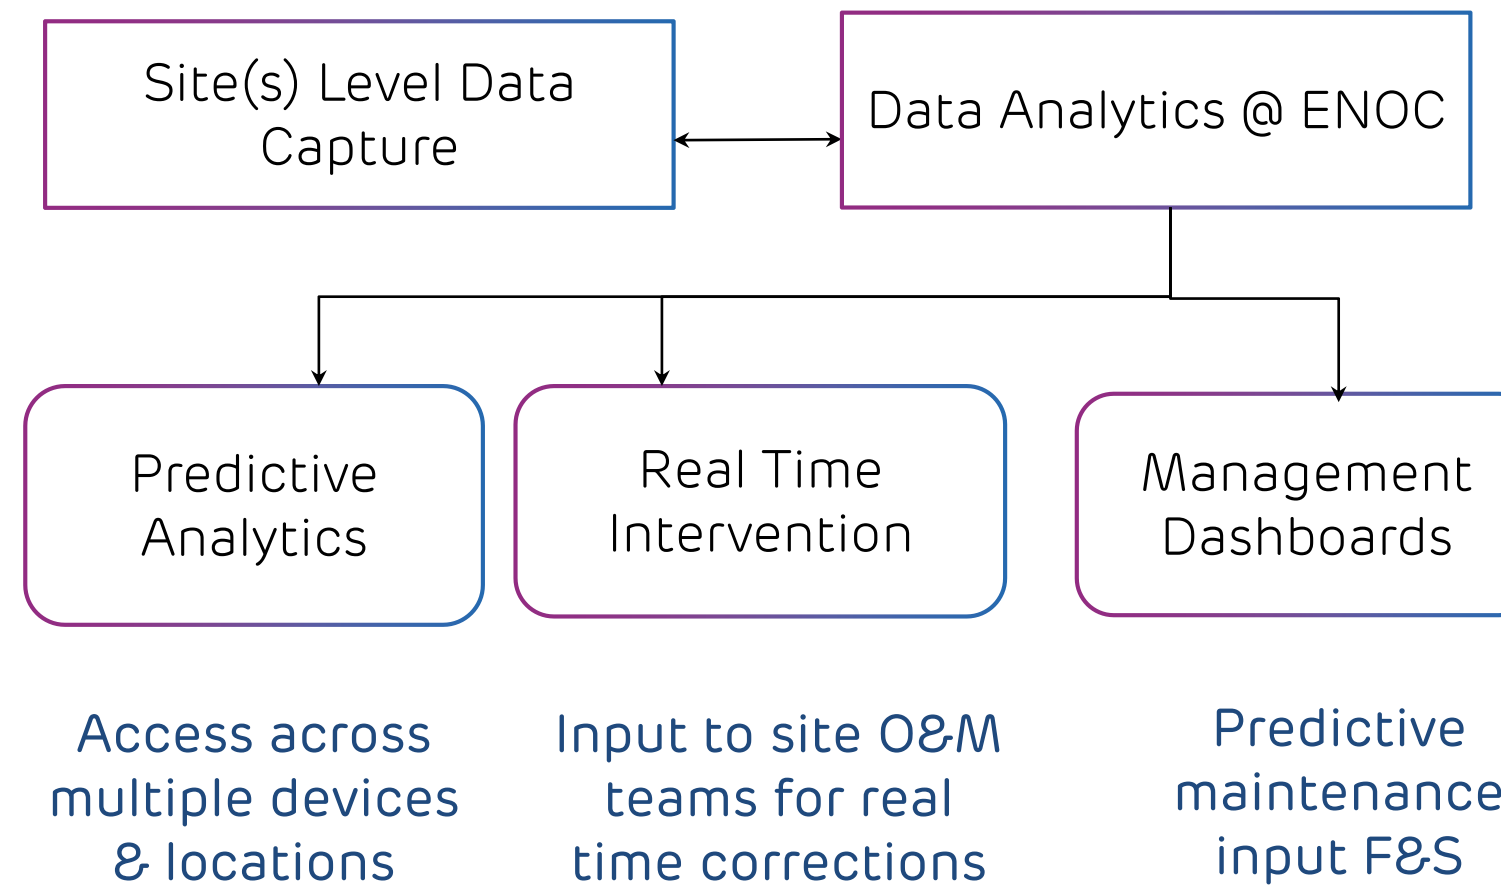 Site(s) Level Data
Capture
Data Analytics @ ENOC
Predictive
Analytics
Real Time
Intervention
Management
Dashboards
Access across
multiple devices
& locations
Input to site O&M
teams for real
time corrections
Predictive
maintenance
input F&S